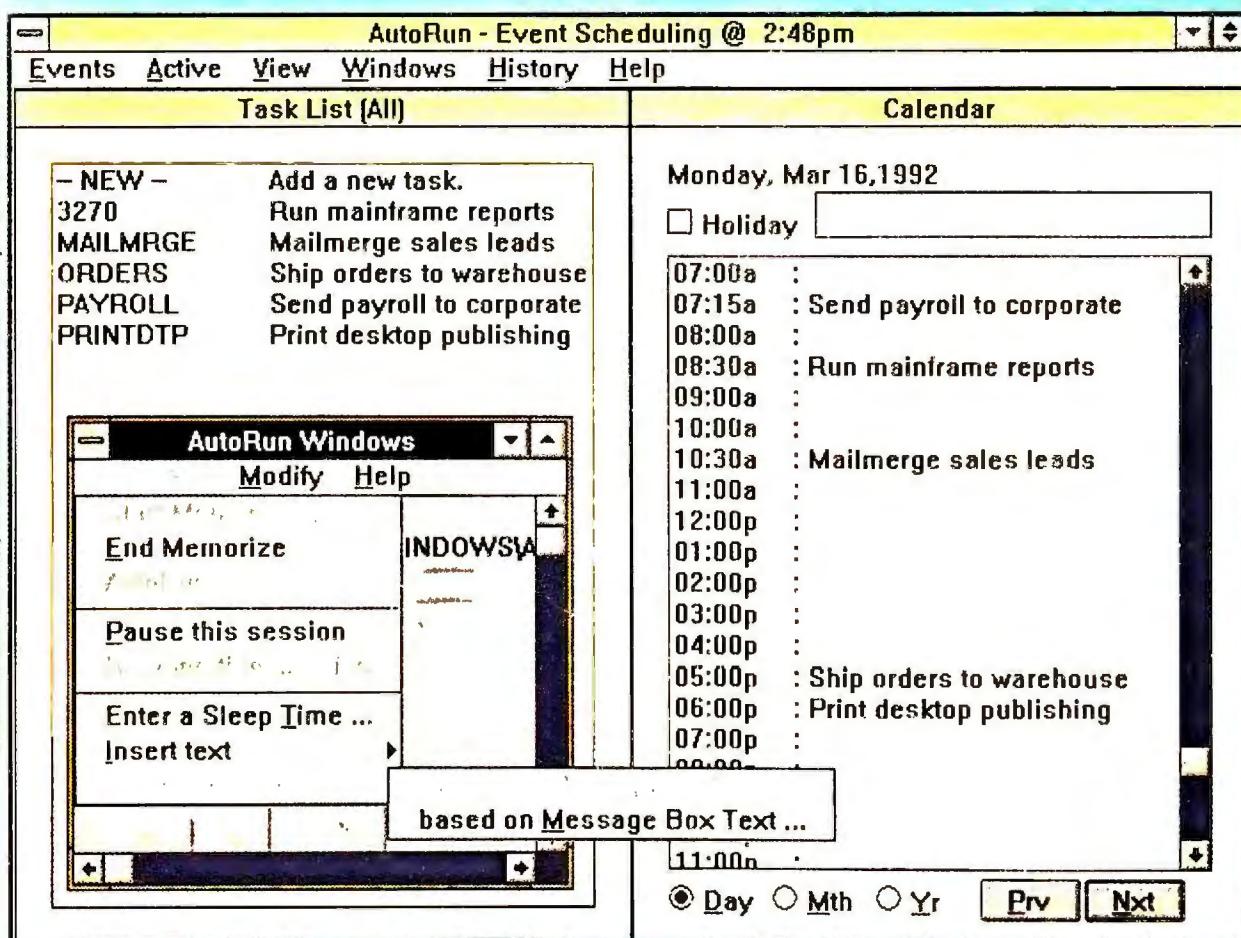 AutoRun - Event Scheduling @ 2:48pm
Events Active View Windows History Help
Task List (All)
– NEW – Add a new task.
3270 Run mainframe reports
MAILMRGE Mailmerge sales leads
ORDERS Ship orders to warehouse
PAYROLL Send payroll to corporate
PRINTDTP Print desktop publishing
AutoRun Windows
Modify Help
End Memorize
INDOWS\A
Pause this session
Enter a Sleep Time ...
Insert text
based on Message Box Text ...
Calendar
Monday, Mar 16,1992
Holiday
07:00a :
07:15a : Send payroll to corporate
08:00a :
08:30a : Run mainframe reports
09:00a :
10:00a :
10:30a : Mailmerge sales leads
11:00a :
12:00p :
01:00p :
02:00p :
03:00p :
04:00p :
05:00p : Ship orders to warehouse
06:00p : Print desktop publishing
07:00p :
11:00p :
Day Mth Yr Prv Nxt